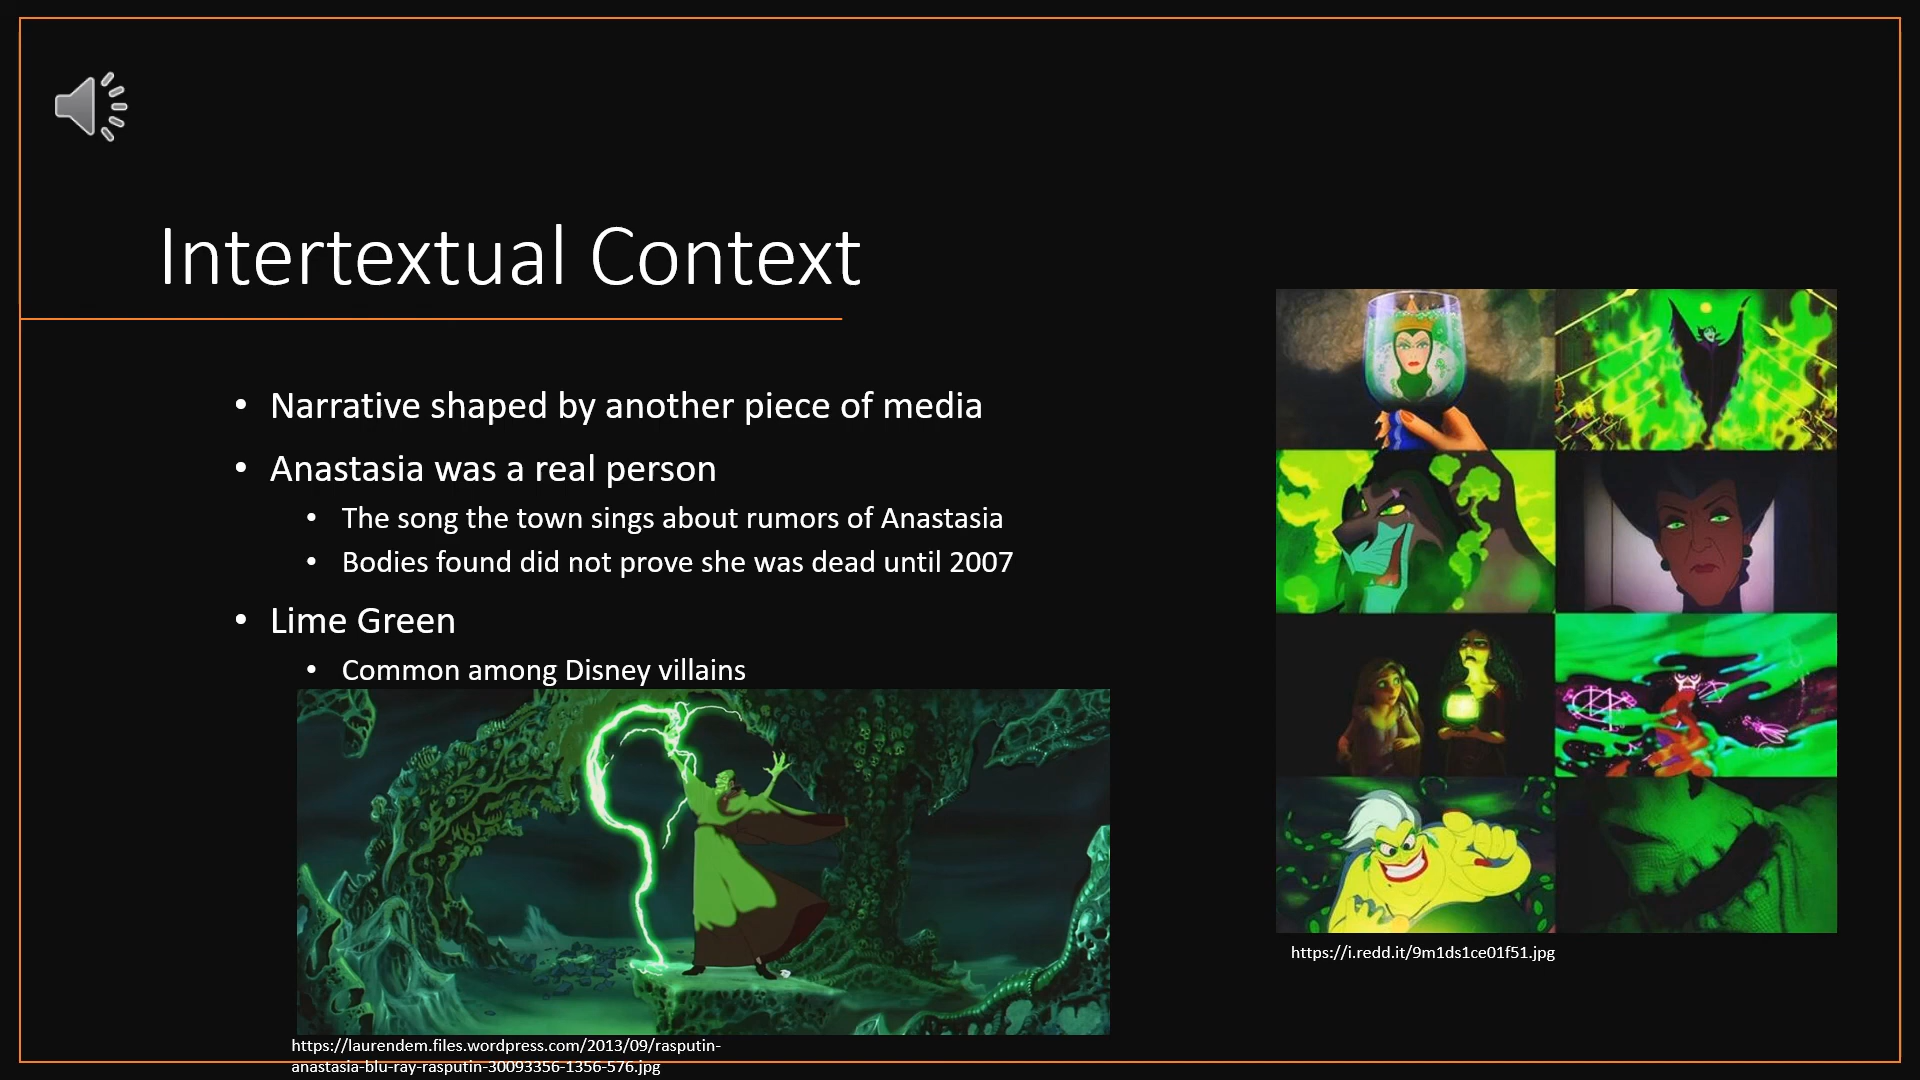 Intertextual Context
• Narrative shaped by another piece of media
• Anastasia was a real person
• The song the town sings about rumors of Anastasia
• Bodies found did not prove she was dead until 2007
• Lime Green
• Common among Disney villains
https://i.redd.it/9m1ds1ce01f51.jpg
https://laurendem.files.wordpress.com/2013/09/rasputin-
anastasia-blu-ray-rasputin-30093356-1356-576.jpg